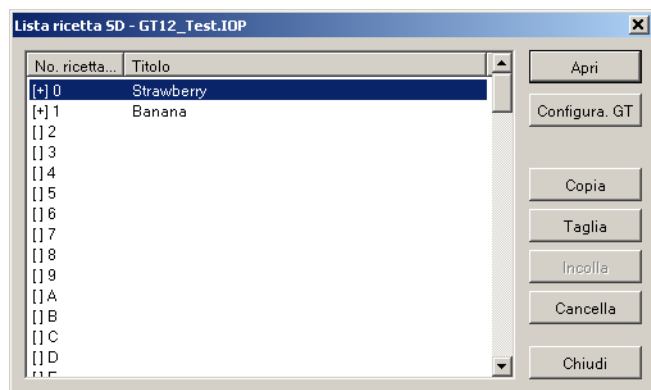 Lista ricetta SD - GT12_Test.IOP
No. ricetta... Titolo
[+] 0 Strawberry
[+] 1 Banana
[ ] 2
[ ] 3
[ ] 4
[ ] 5
[ ] 6
[ ] 7
[ ] 8
[ ] 9
[ ] A
[ ] B
[ ] C
[ ] D
Apri
Configura. GT
Copia
Taglia
Incolla
Cancella
Chiudi